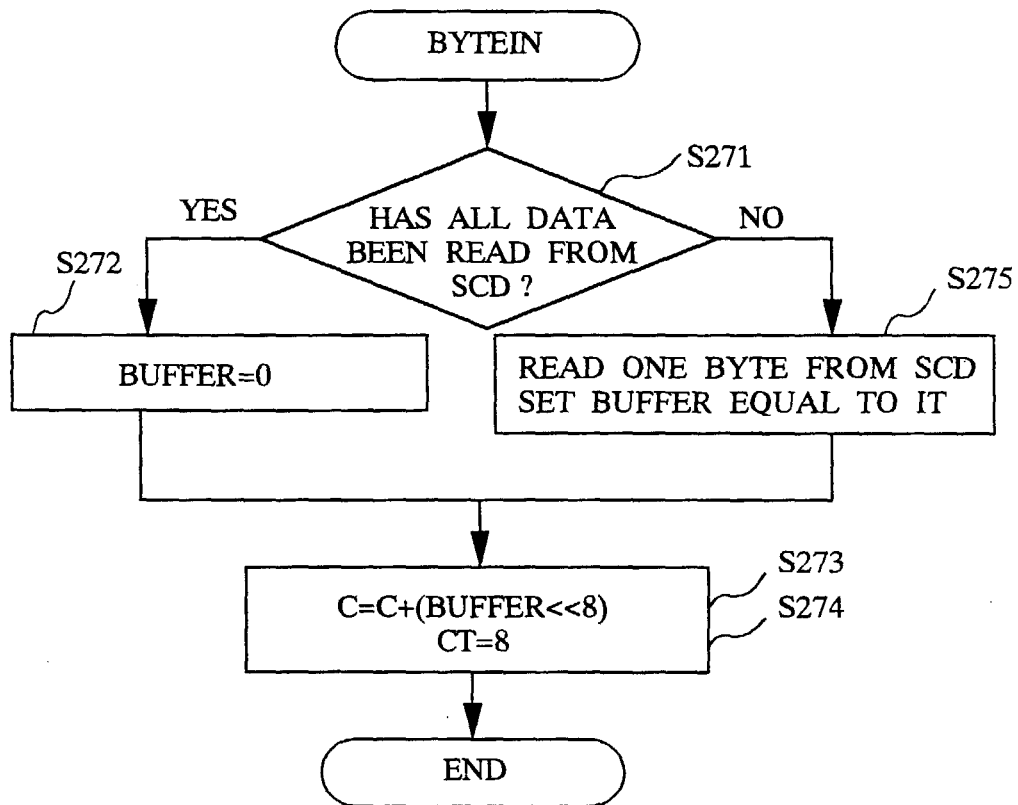 BYTEIN
S271
YES
HAS ALL DATA
BEEN READ FROM
SCD ?
NO
S272
S275
BUFFER=0
READ ONE BYTE FROM SCD
SET BUFFER EQUAL TO IT
S273
C=C+(BUFFER<<8)
S274
CT=8
END